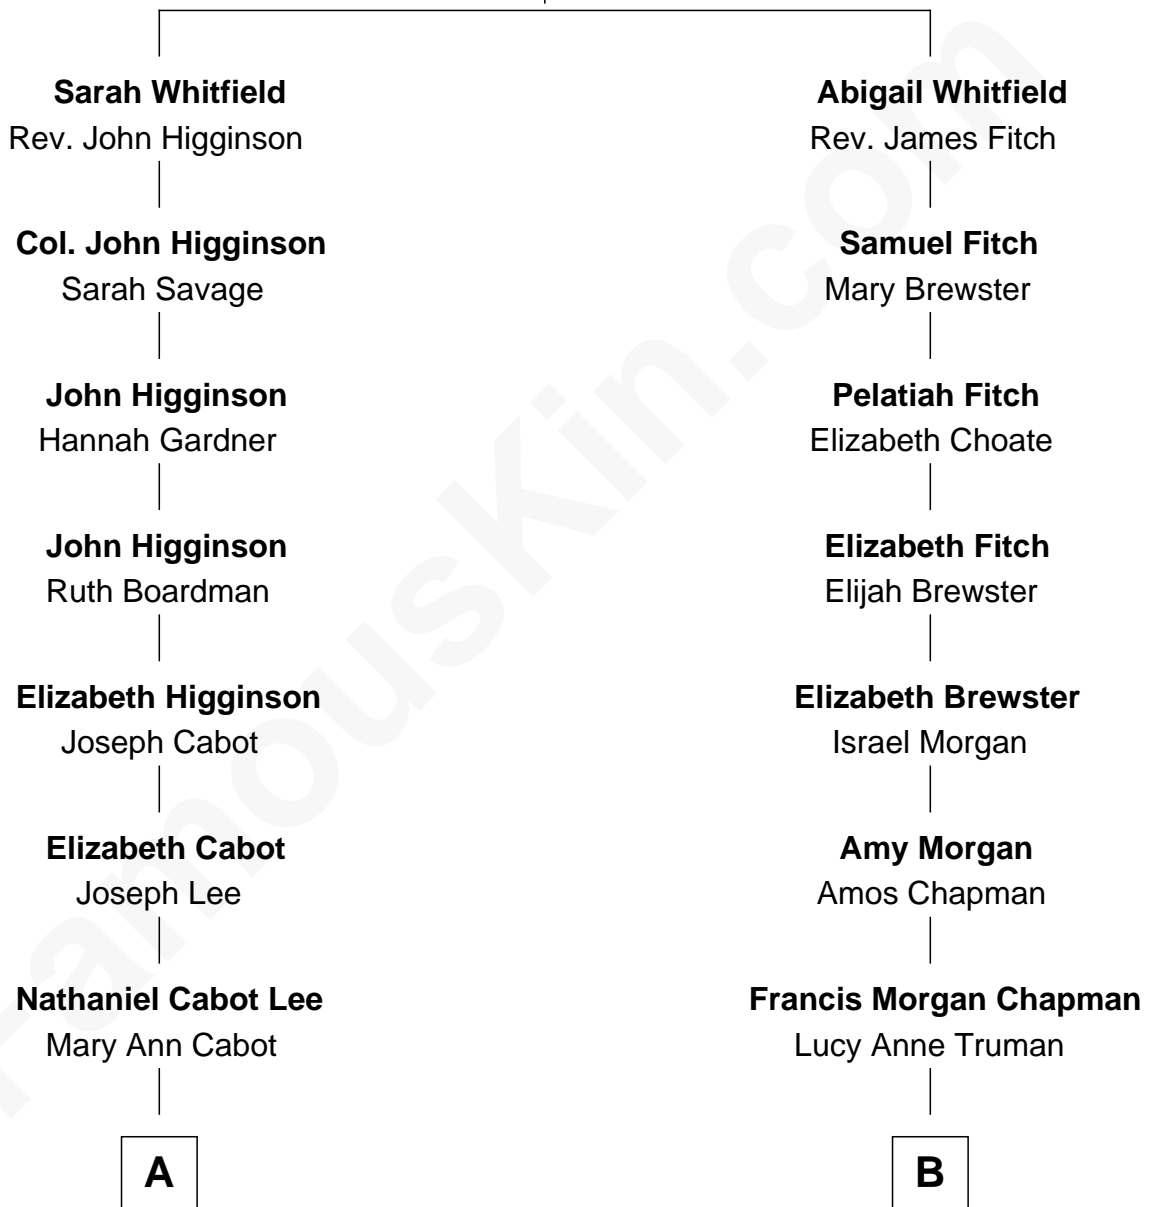 Sarah Whitfield
Rev. John Higginson
Col. John Higginson
Sarah Savage
John Higginson
Hannah Gardner
John Higginson
Ruth Boardman
Elizabeth Higginson
Joseph Cabot
Elizabeth Cabot
Joseph Lee
Nathaniel Cabot Lee
Mary Ann Cabot
A
Abigail Whitfield
Rev. James Fitch
Samuel Fitch
Mary Brewster
Pelatiah Fitch
Elizabeth Choate
Elizabeth Fitch
Elijah Brewster
Elizabeth Brewster
Israel Morgan
Amy Morgan
Amos Chapman
Francis Morgan Chapman
Lucy Anne Truman
B
FamousKin.com